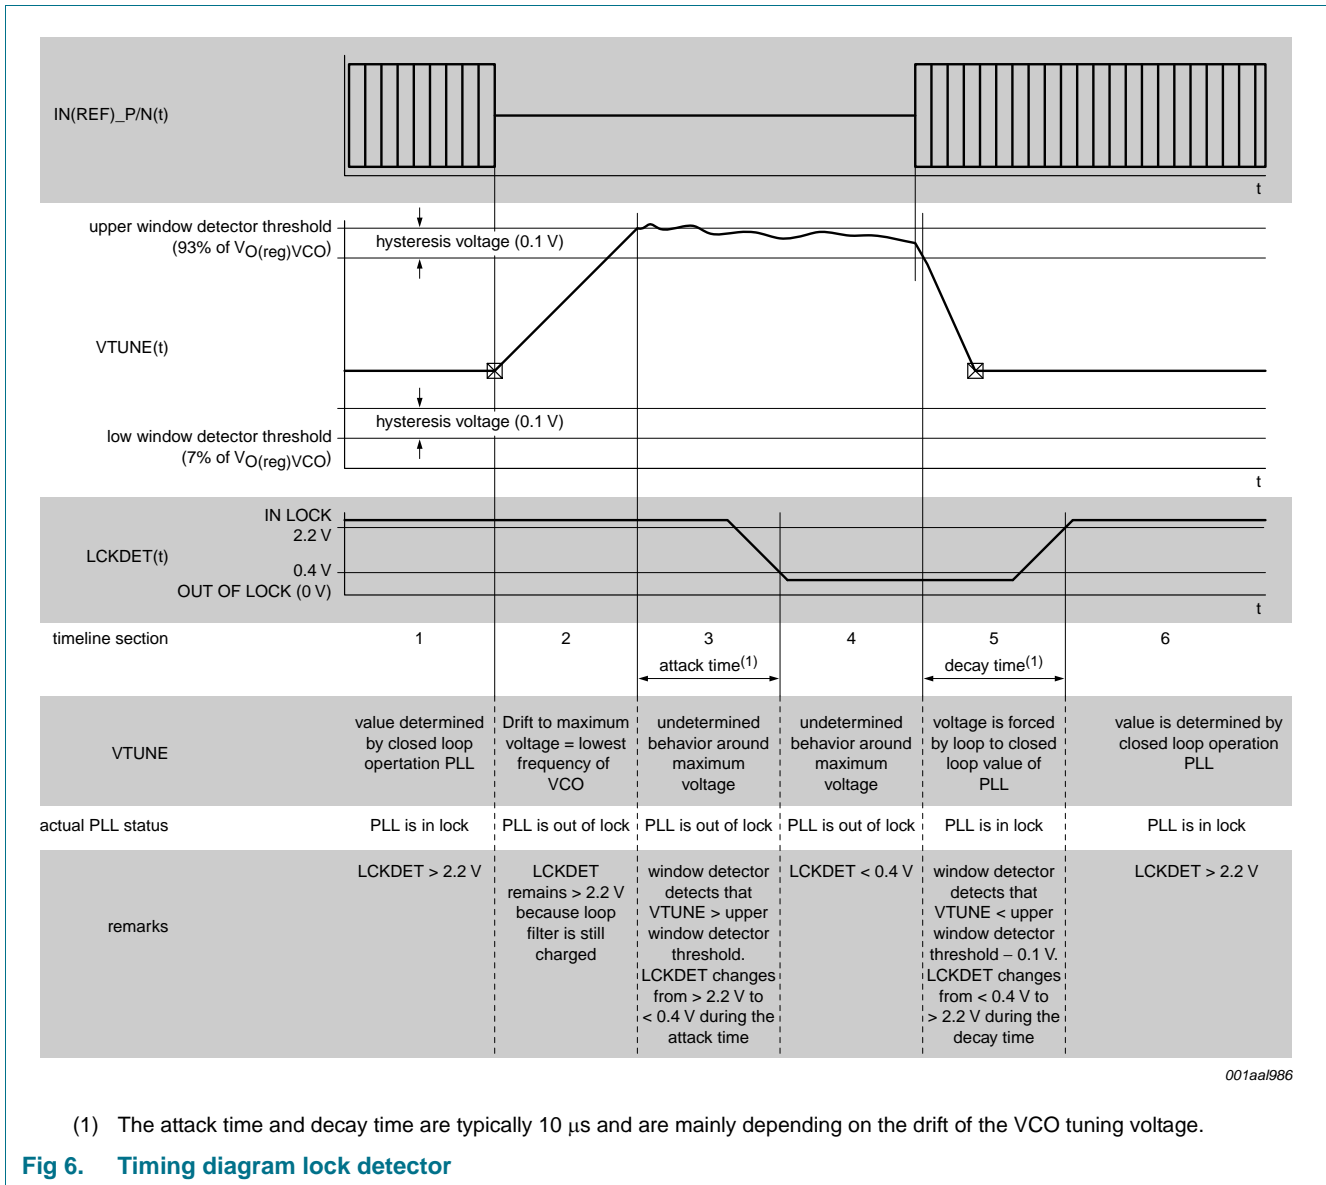 IN(REF)_P/N(t)
t
upper window detector threshold
(93% of VO(reg)VCO)
hysteresis voltage (0.1 V)
VTUNE(t)
hysteresis voltage (0.1 V)
low window detector threshold
(7% of VO(reg)VCO)
t
IN LOCK
2.2 V
LCKDET(t)
0.4 V
OUT OF LOCK (0 V)
t
timeline section 1 2 3 4 5 6
attack time(1) decay time(1)
VTUNE
value determined
by closed loop
opertation PLL
Drift to maximum
voltage = lowest
frequency of
VCO
undetermined
behavior around
maximum
voltage
undetermined
behavior around
maximum
voltage
voltage is forced
by loop to closed
loop value of
PLL
value is determined by
closed loop operation
PLL
actual PLL status PLL is in lock PLL is out of lock PLL is out of lock PLL is out of lock PLL is in lock PLL is in lock
remarks
LCKDET > 2.2 V
LCKDET
remains > 2.2 V
because loop
filter is still
charged
window detector
detects that
VTUNE > upper
window detector
threshold.
LCKDET changes
from > 2.2 V to
< 0.4 V during the
attack time
LCKDET < 0.4 V
window detector
detects that
VTUNE < upper
window detector
threshold − 0.1 V.
LCKDET changes
from < 0.4 V to
> 2.2 V during the
decay time
LCKDET > 2.2 V
001aal986
(1) The attack time and decay time are typically 10 μs and are mainly depending on the drift of the VCO tuning voltage.
Fig 6. Timing diagram lock detector